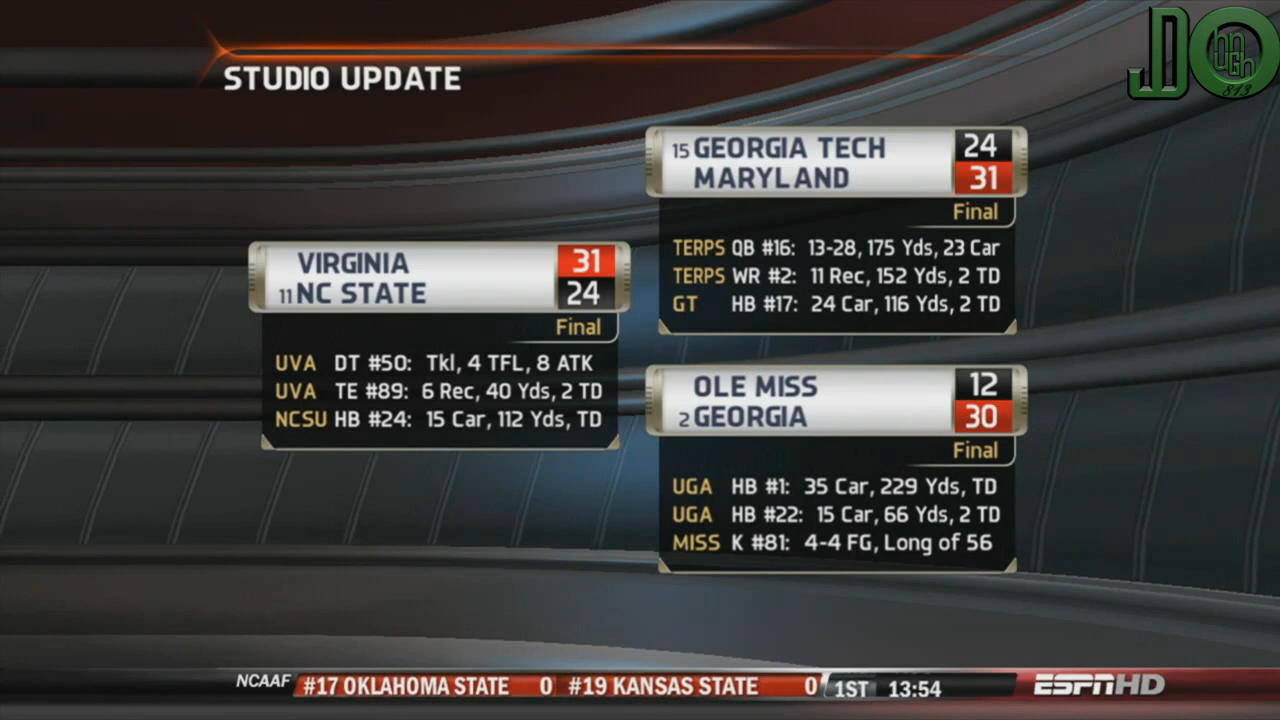 STUDIO UPDATE
JD
OhnuGh
813
VIRGINIA 31
11 NC STATE 24
Final
UVA DT #50: Tkl, 4 TFL, 8 ATK
UVA TE #89: 6 Rec, 40 Yds, 2 TD
NCSU HB #24: 15 Car, 112 Yds, TD
15 GEORGIA TECH 24
MARYLAND 31
Final
TERPS QB #16: 13-28, 175 Yds, 23 Car
TERPS WR #2: 11 Rec, 152 Yds, 2 TD
GT HB #17: 24 Car, 116 Yds, 2 TD
OLE MISS 12
2 GEORGIA 30
Final
UGA HB #1: 35 Car, 229 Yds, TD
UGA HB #22: 15 Car, 66 Yds, 2 TD
MISS K #81: 4-4 FG, Long of 56
NCAAF #17 OKLAHOMA STATE 0 #19 KANSAS STATE 0 1ST 13:54 ESPN HD